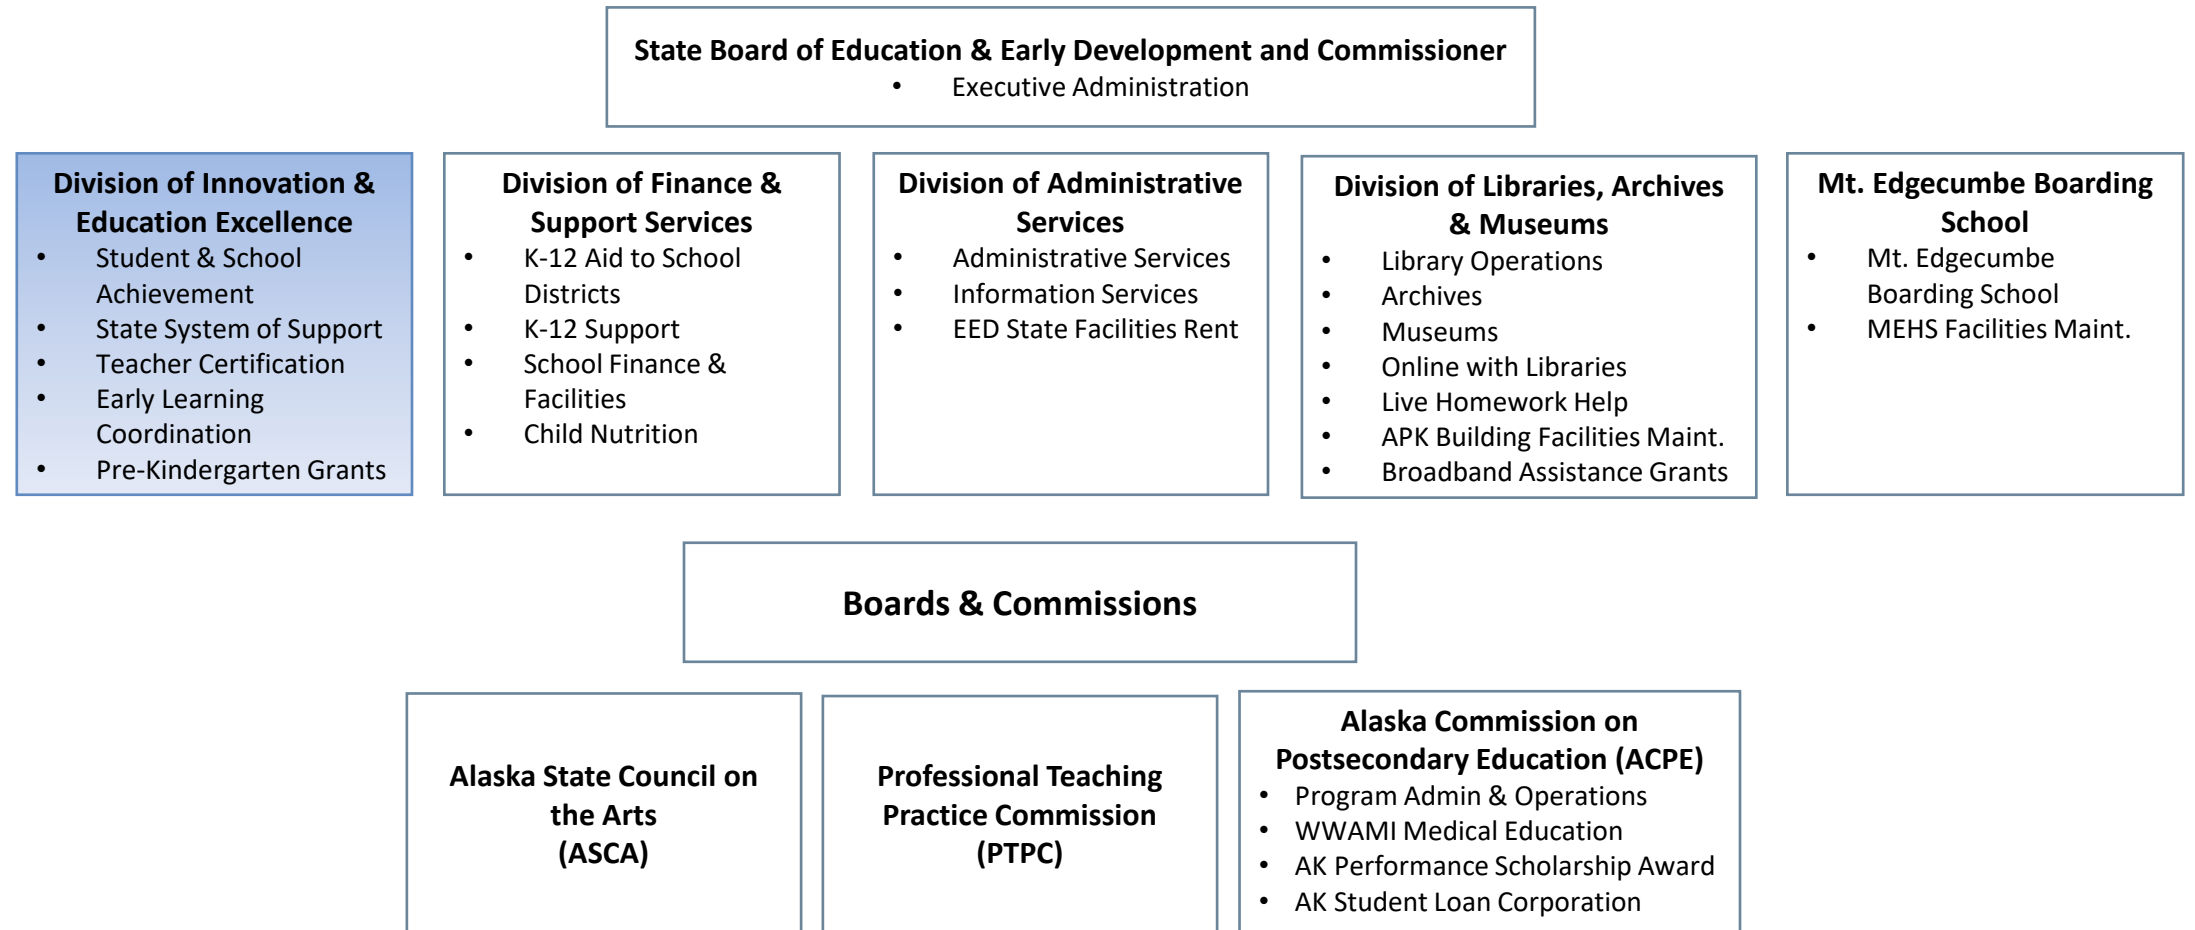 State Board of Education & Early Development and Commissioner
• Executive Administration
Division of Innovation &
Education Excellence
• Student & School
Achievement
• State System of Support
• Teacher Certification
• Early Learning
Coordination
• Pre-Kindergarten Grants
Division of Finance &
Support Services
• K-12 Aid to School
Districts
• K-12 Support
• School Finance &
Facilities
• Child Nutrition
Division of Administrative
Services
• Administrative Services
• Information Services
• EED State Facilities Rent
Division of Libraries, Archives
& Museums
• Library Operations
• Archives
• Museums
• Online with Libraries
• Live Homework Help
• APK Building Facilities Maint.
• Broadband Assistance Grants
Mt. Edgecumbe Boarding
School
• Mt. Edgecumbe
Boarding School
• MEHS Facilities Maint.
Boards & Commissions
Alaska State Council on
the Arts
(ASCA)
Professional Teaching
Practice Commission
(PTPC)
Alaska Commission on
Postsecondary Education (ACPE)
• Program Admin & Operations
• WWAMI Medical Education
• AK Performance Scholarship Award
• AK Student Loan Corporation